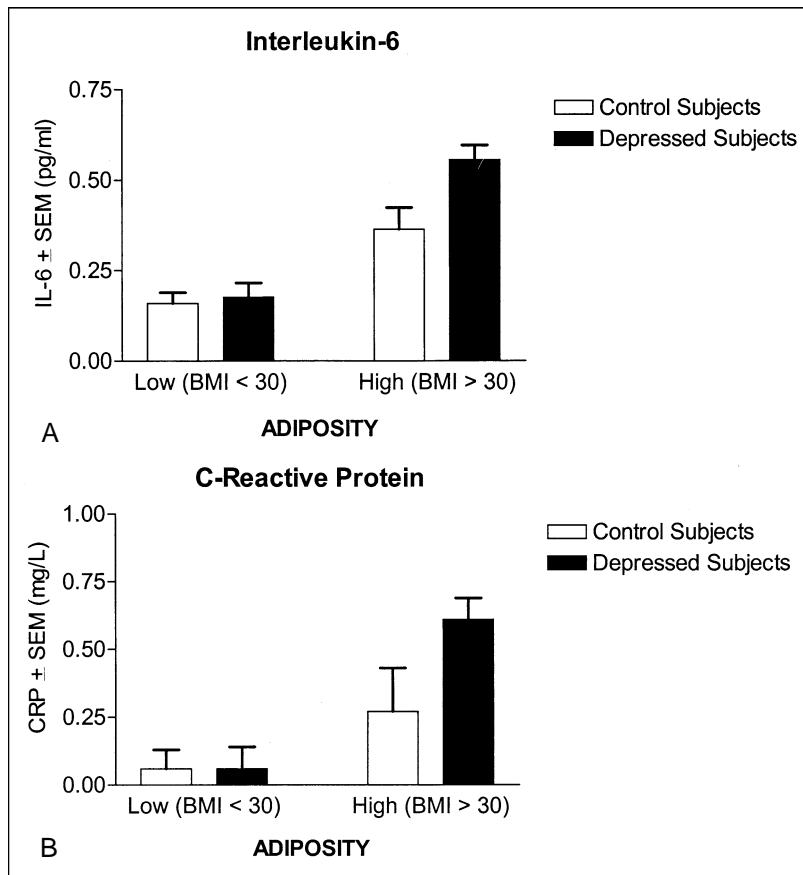 Interleukin-6
0.75
0.50
0.25
0.00
IL-6 ± SEM (pg/ml)
Control Subjects
Depressed Subjects
Low (BMI < 30)
High (BMI > 30)
A
ADIPOSITY
C-Reactive Protein
1.00
0.75
0.50
0.25
0.00
CRP ± SEM (mg/L)
Control Subjects
Depressed Subjects
Low (BMI < 30)
High (BMI > 30)
B
ADIPOSITY